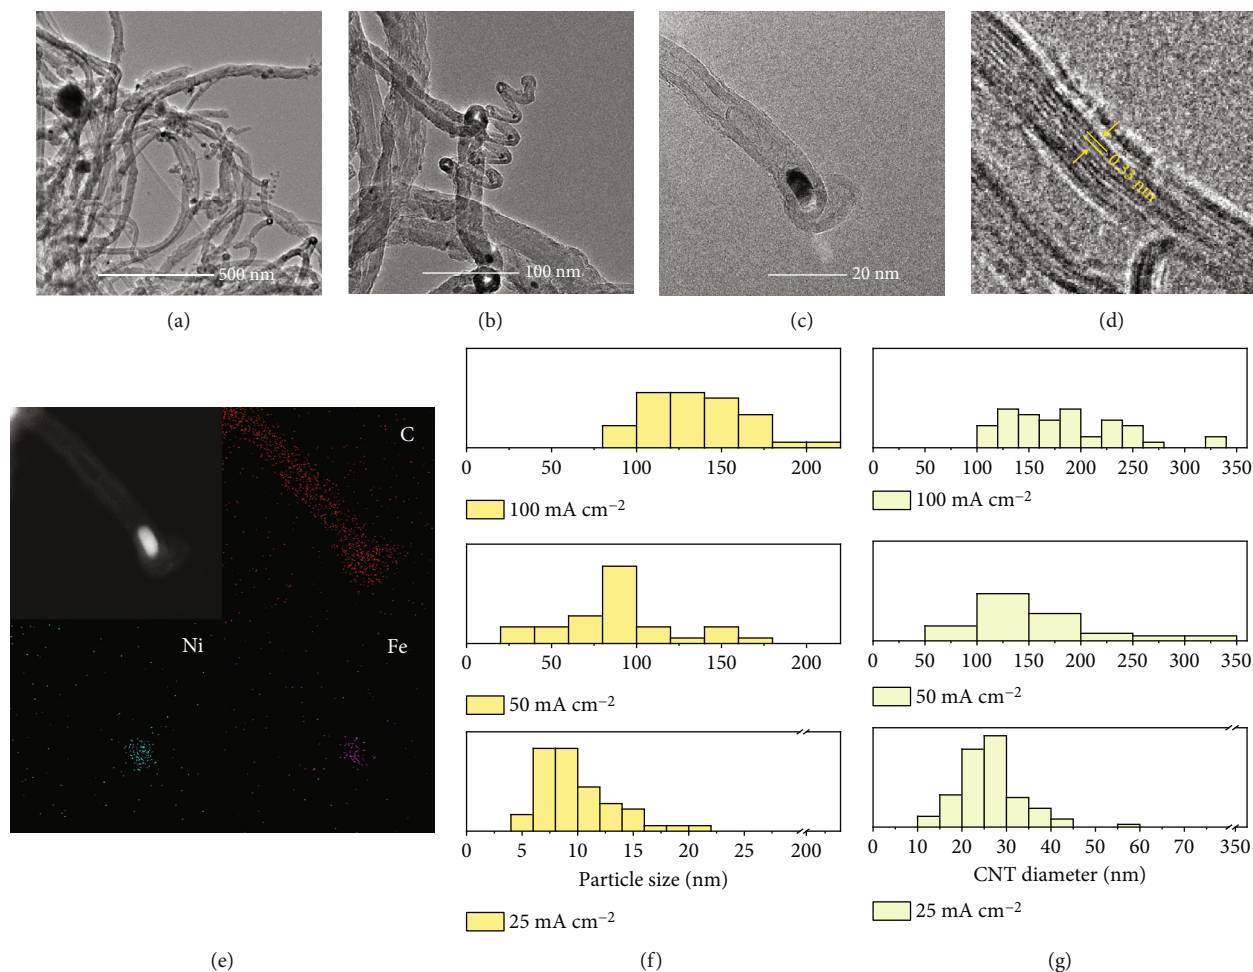 500 nm
100 nm
20 nm
0.33 nm
(a)
(b)
(c)
(d)
C
Ni
Fe
(e)
0 50 100 150 200
100 mA cm⁻²
0 50 100 150 200
50 mA cm⁻²
0 5 10 15 20 25 200
Particle size (nm)
25 mA cm⁻²
(f)
0 50 100 150 200 250 300 350
100 mA cm⁻²
0 50 100 150 200 250 300 350
50 mA cm⁻²
0 10 20 30 40 50 60 70 350
CNT diameter (nm)
25 mA cm⁻²
(g)